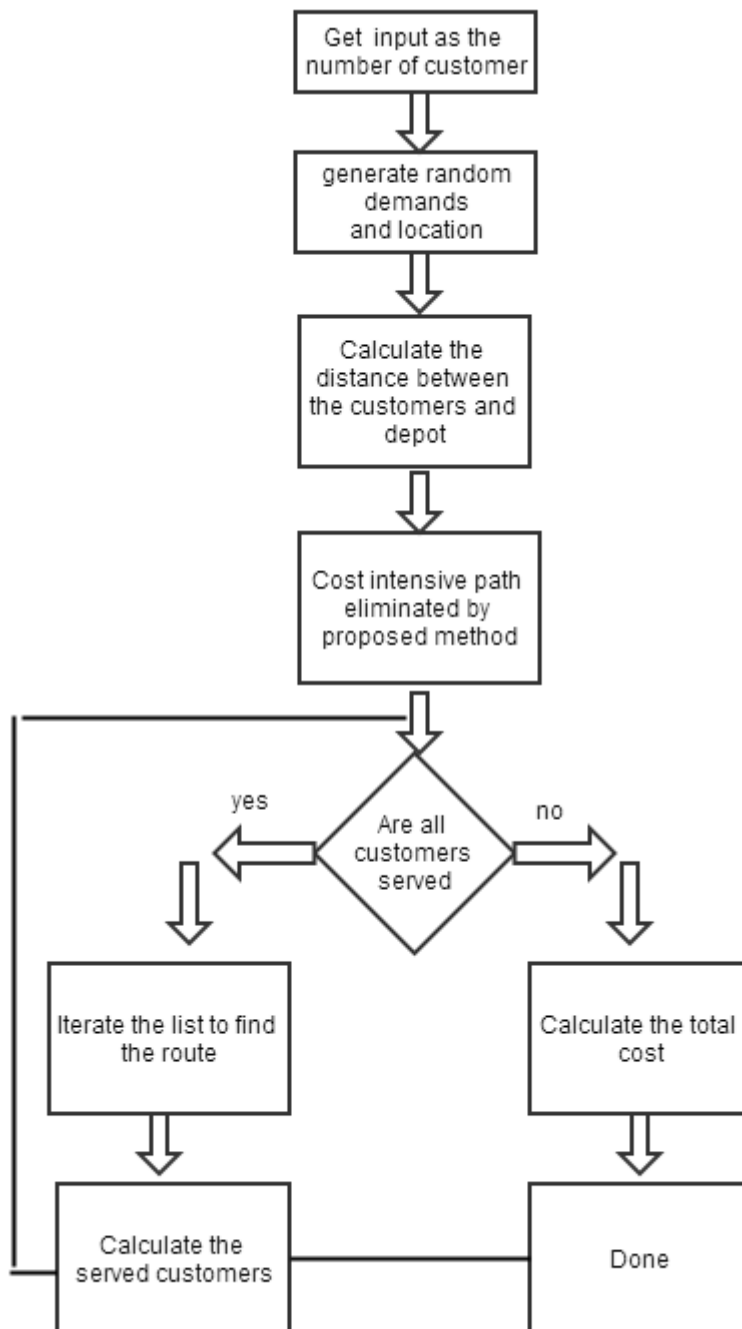 Get input as the
number of customer
generate random
demands
and location
Calculate the
distance between
the customers and
depot
Cost intensive path
eliminated by
proposed method
yes
no
Are all
customers
served
Iterate the list to find
the route
Calculate the total
cost
Calculate the
served customers
Done